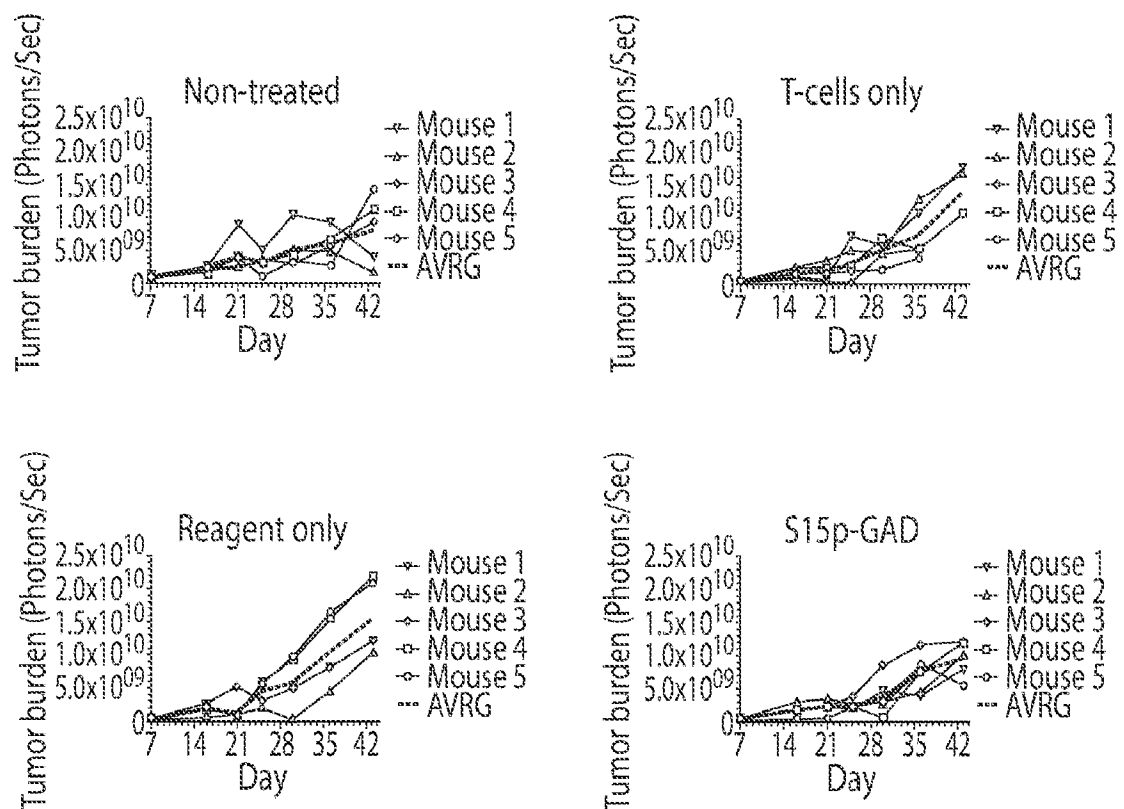 Non-treated
Tumor burden (Photons/Sec)
2.5x10^10
2.0x10^10
1.5x10^10
1.0x10^10
5.0x10^09
0
7 14 21 28 35 42
Day
Mouse 1
Mouse 2
Mouse 3
Mouse 4
Mouse 5
AVRG
T-cells only
Tumor burden (Photons/Sec)
2.5x10^10
2.0x10^10
1.5x10^10
1.0x10^10
5.0x10^09
0
7 14 21 28 35 42
Day
Mouse 1
Mouse 2
Mouse 3
Mouse 4
Mouse 5
AVRG
Reagent only
Tumor burden (Photons/Sec)
2.5x10^10
2.0x10^10
1.5x10^10
1.0x10^10
5.0x10^09
0
7 14 21 28 35 42
Day
Mouse 1
Mouse 2
Mouse 3
Mouse 4
Mouse 5
AVRG
S15p-GAD
Tumor burden (Photons/Sec)
2.5x10^10
2.0x10^10
1.5x10^10
1.0x10^10
5.0x10^09
0
7 14 21 28 35 42
Day
Mouse 1
Mouse 2
Mouse 3
Mouse 4
Mouse 5
AVRG